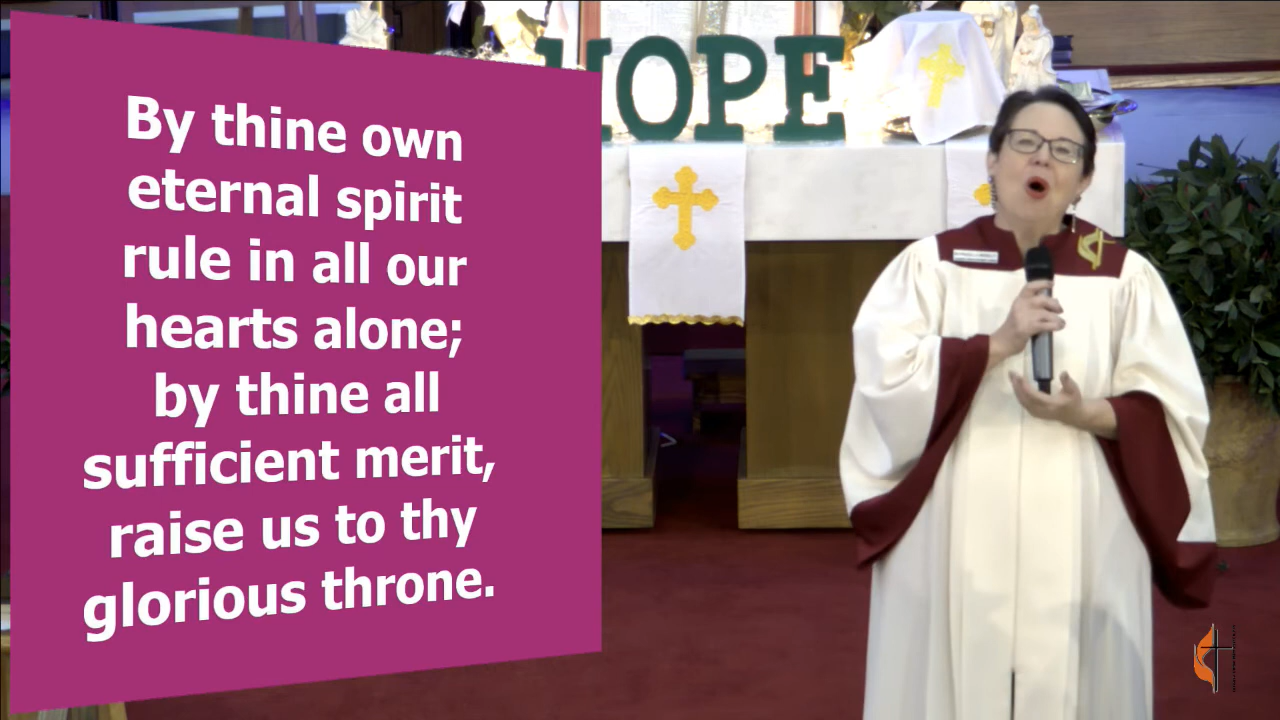 HOPE
By thine own
eternal spirit
rule in all our
hearts alone;
by thine all
sufficient merit,
raise us to thy
glorious throne.